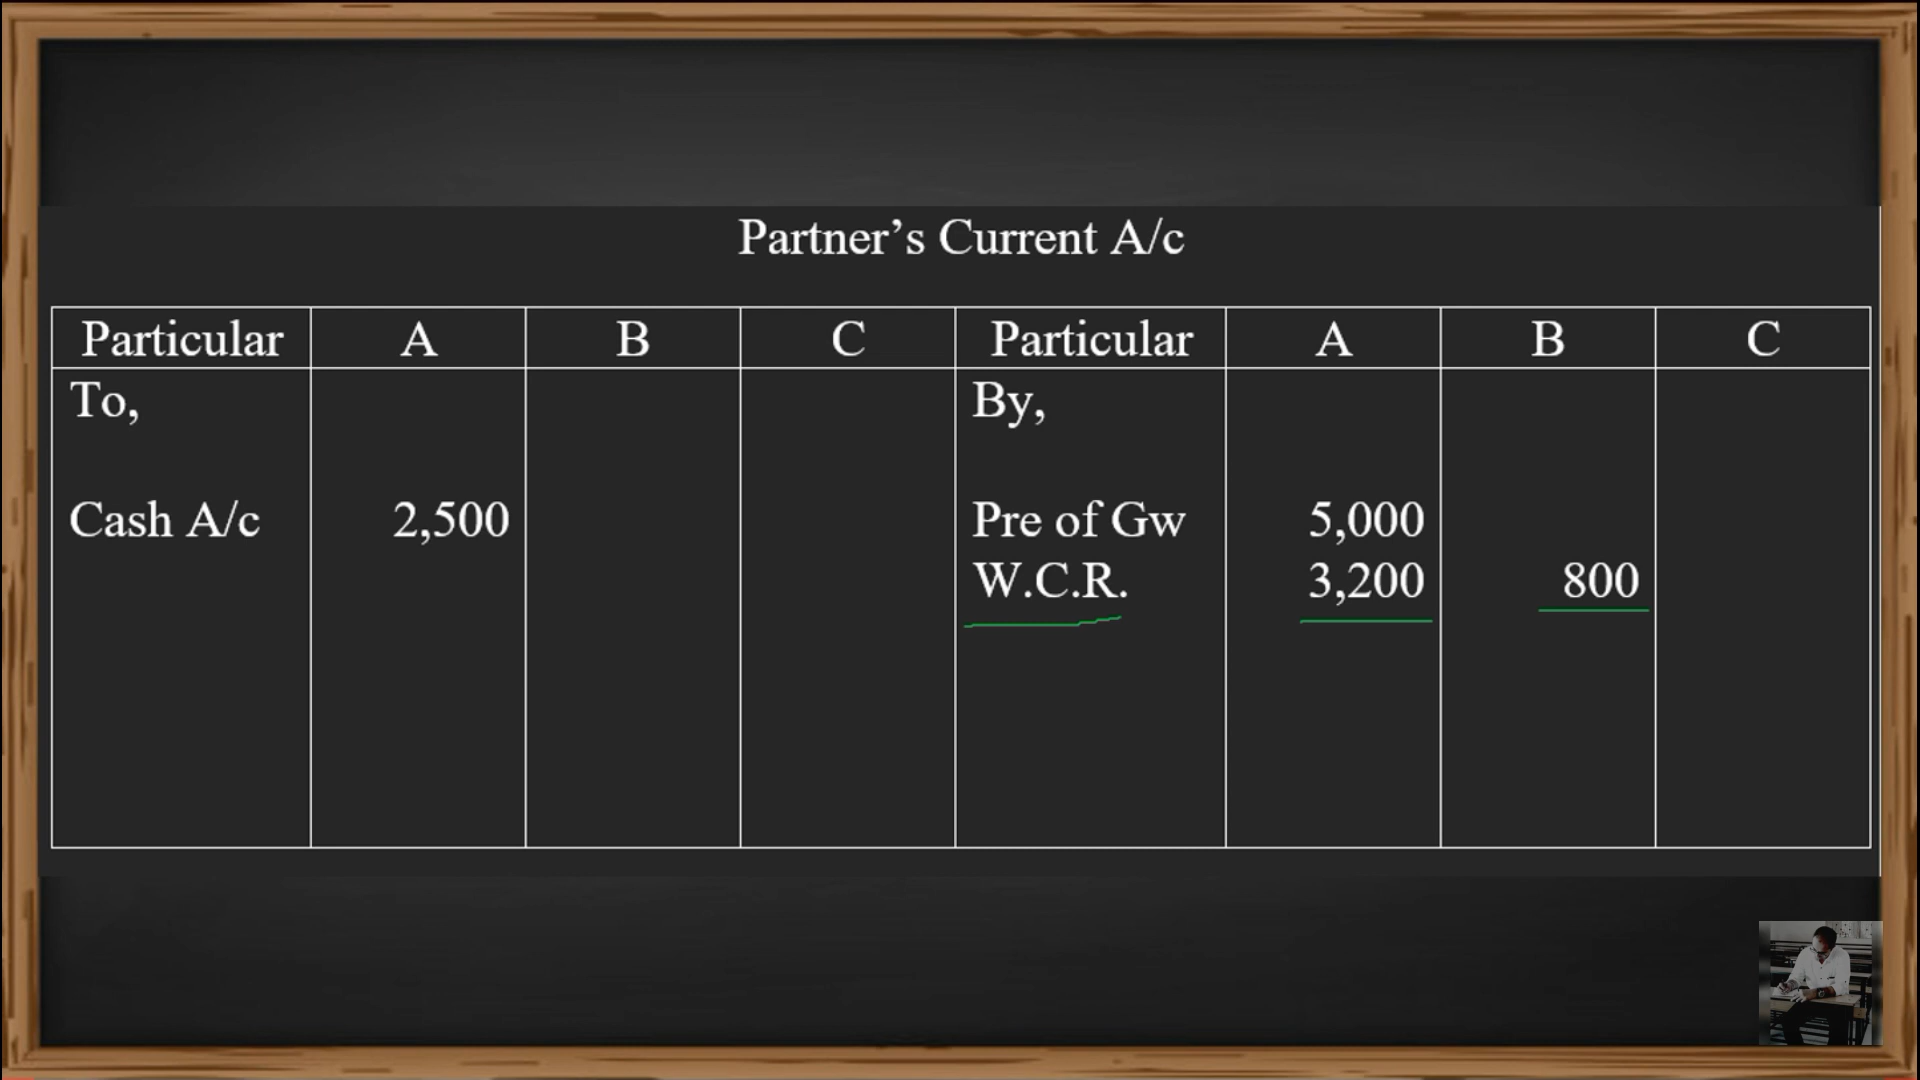 Partner’s Current A/c
Particular A B C Particular A B C
To, By,
Cash A/c 2,500 Pre of Gw 5,000
W.C.R. 3,200 800